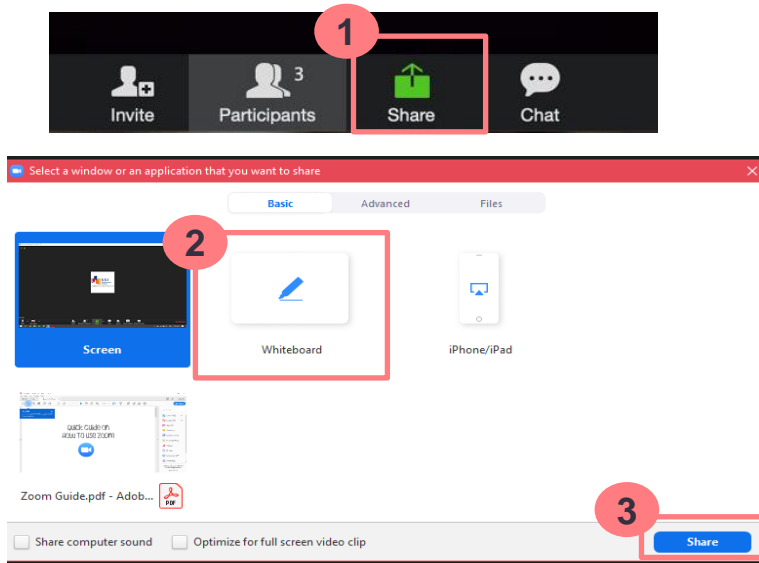 1
3
Invite
Participants
Share
Chat
Select a window or an application that you want to share
Basic
Advanced
Files
2
Screen
Whiteboard
iPhone/iPad
QUICK GUIDE ON
HOW TO USE ZOOM
Zoom Guide.pdf - Adob...
PDF
3
Share computer sound
Optimize for full screen video clip
Share